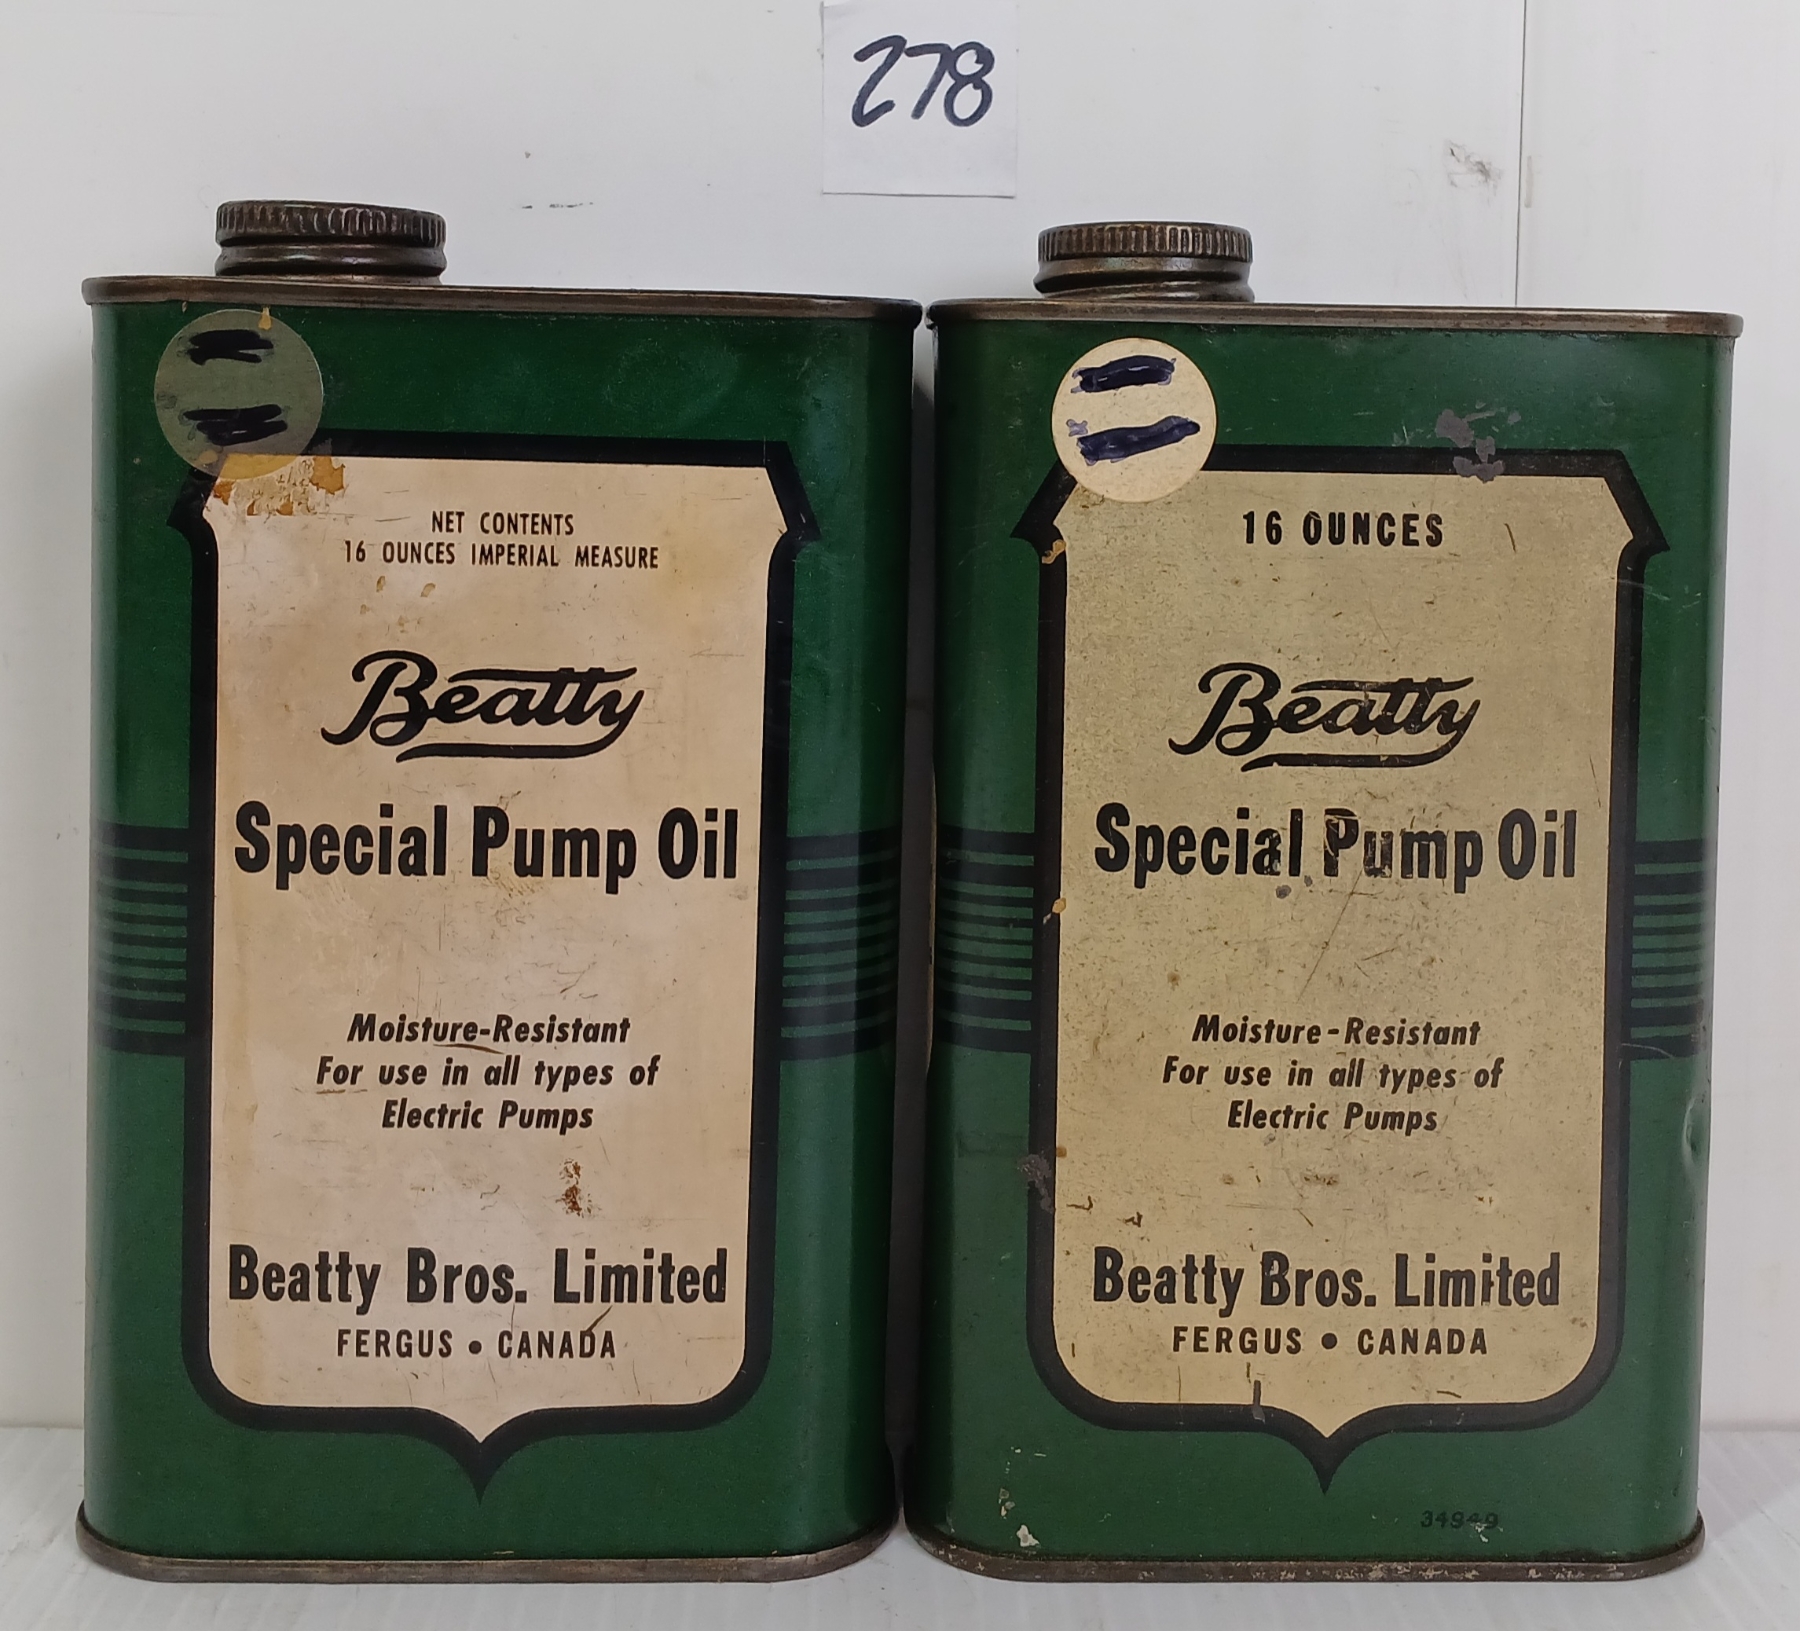 278
NET CONTENTS
16 OUNCES IMPERIAL MEASURE
Beatty
Special Pump Oil
Moisture-Resistant
For use in all types of
Electric Pumps
Beatty Bros. Limited
FERGUS • CANADA
16 OUNCES
Beatty
Special Pump Oil
Moisture-Resistant
For use in all types of
Electric Pumps
Beatty Bros. Limited
FERGUS • CANADA
34949